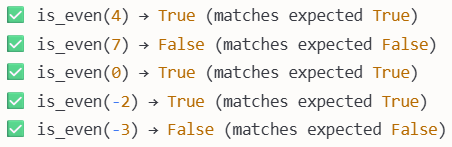 ✅ is_even(4) → True (matches expected True)
✅ is_even(7) → False (matches expected False)
✅ is_even(0) → True (matches expected True)
✅ is_even(-2) → True (matches expected True)
✅ is_even(-3) → False (matches expected False)